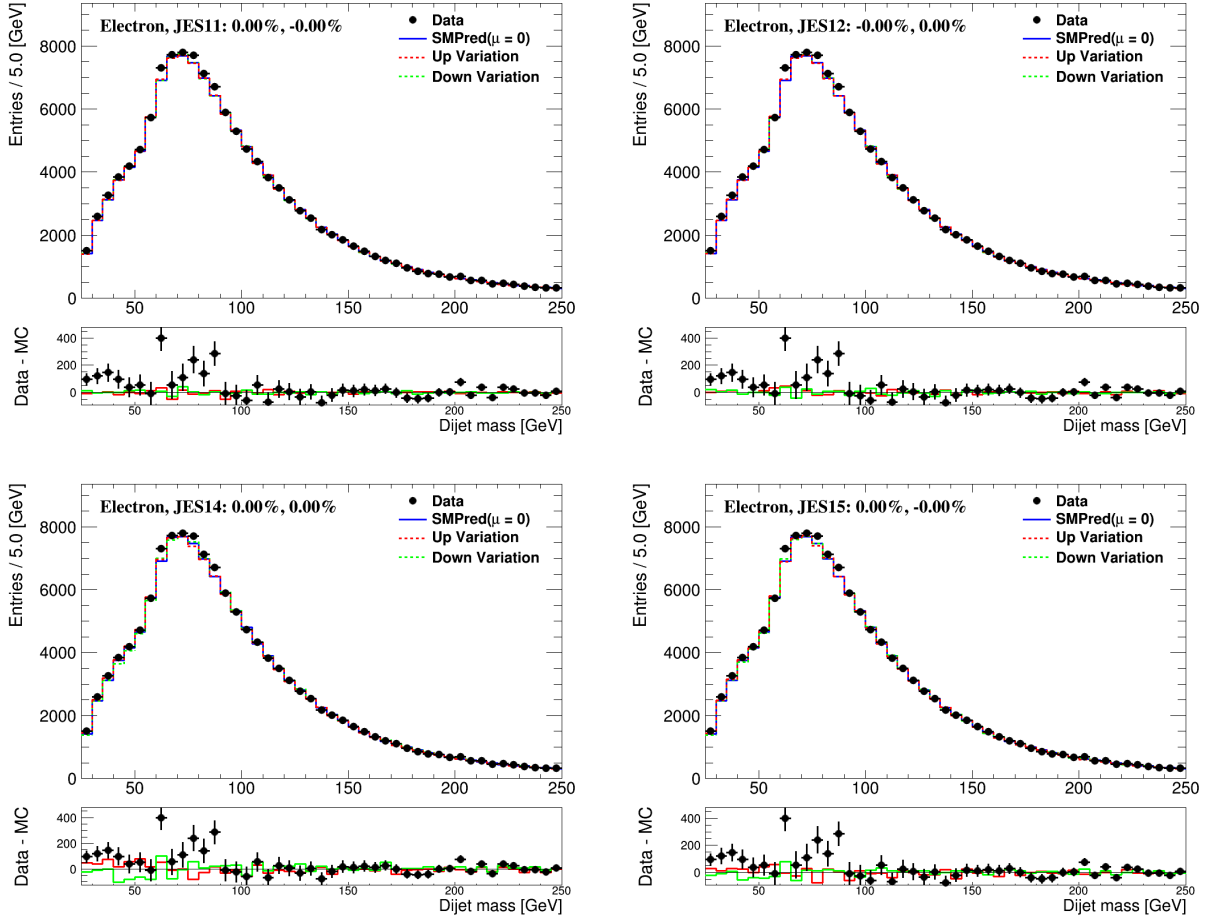 Electron, JES11: 0.00%, -0.00%
Data
SMPred(μ = 0)
Up Variation
Down Variation
Entries / 5.0 [GeV]
8000
6000
4000
2000
0
50 100 150 200 250
Data - MC
400
200
0
50 100 150 200 250
Dijet mass [GeV]
Electron, JES12: -0.00%, 0.00%
Data
SMPred(μ = 0)
Up Variation
Down Variation
Entries / 5.0 [GeV]
8000
6000
4000
2000
0
50 100 150 200 250
Data - MC
400
200
0
50 100 150 200 250
Dijet mass [GeV]
Electron, JES14: 0.00%, 0.00%
Data
SMPred(μ = 0)
Up Variation
Down Variation
Entries / 5.0 [GeV]
8000
6000
4000
2000
0
50 100 150 200 250
Data - MC
400
200
0
50 100 150 200 250
Dijet mass [GeV]
Electron, JES15: 0.00%, -0.00%
Data
SMPred(μ = 0)
Up Variation
Down Variation
Entries / 5.0 [GeV]
8000
6000
4000
2000
0
50 100 150 200 250
Data - MC
400
200
0
50 100 150 200 250
Dijet mass [GeV]